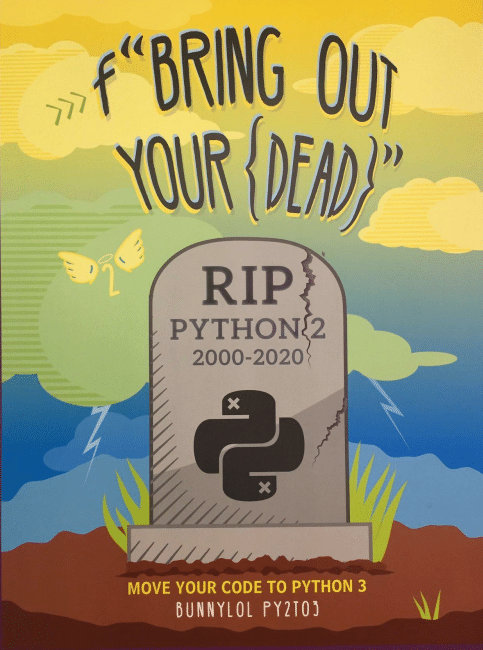 >>> f“BRING OUT
YOUR {DEAD}”
2
RIP
PYTHON 2
2000-2020
MOVE YOUR CODE TO PYTHON 3
BUNNYLOL PY2TO3